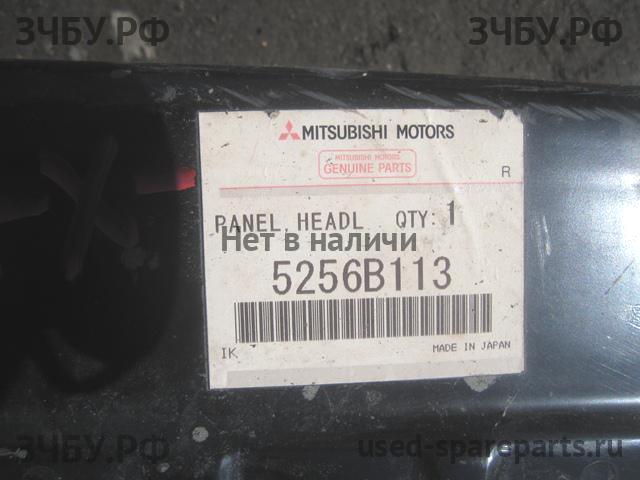 ЗЧБУ.РФ ЗЧБУ.РФ
MITSUBISHI MOTORS
MITSUBISHI MOTORS
GENUINE PARTS
R
PANEL, HEADL QTY: 1
Нет в наличи
5256B113
IK MADE IN JAPAN
ЗЧБУ.РФ used-spareparts.ru